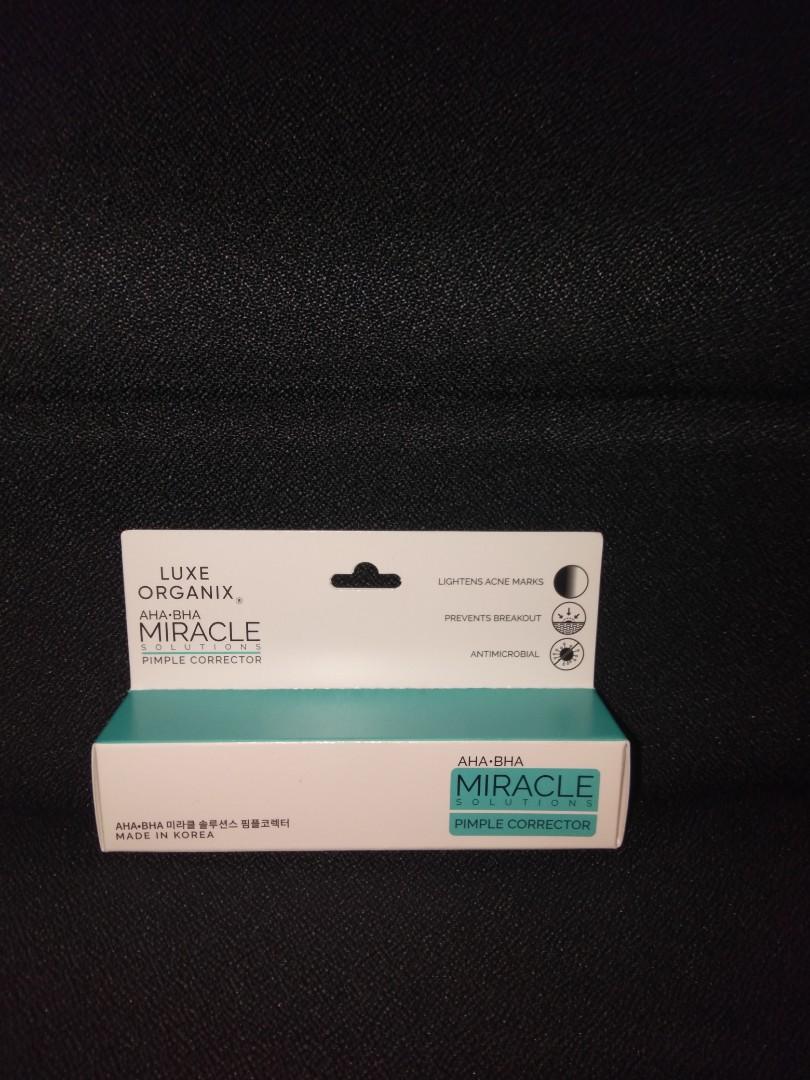 LUXE
ORGANIX®
AHA•BHA
MIRACLE
SOLUTIONS
PIMPLE CORRECTOR
LIGHTENS ACNE MARKS
PREVENTS BREAKOUT
ANTIMICROBIAL
AHA•BHA
MIRACLE
SOLUTIONS
PIMPLE CORRECTOR
AHA•BHA 미라클 솔루션스 핌플코렉터
MADE IN KOREA